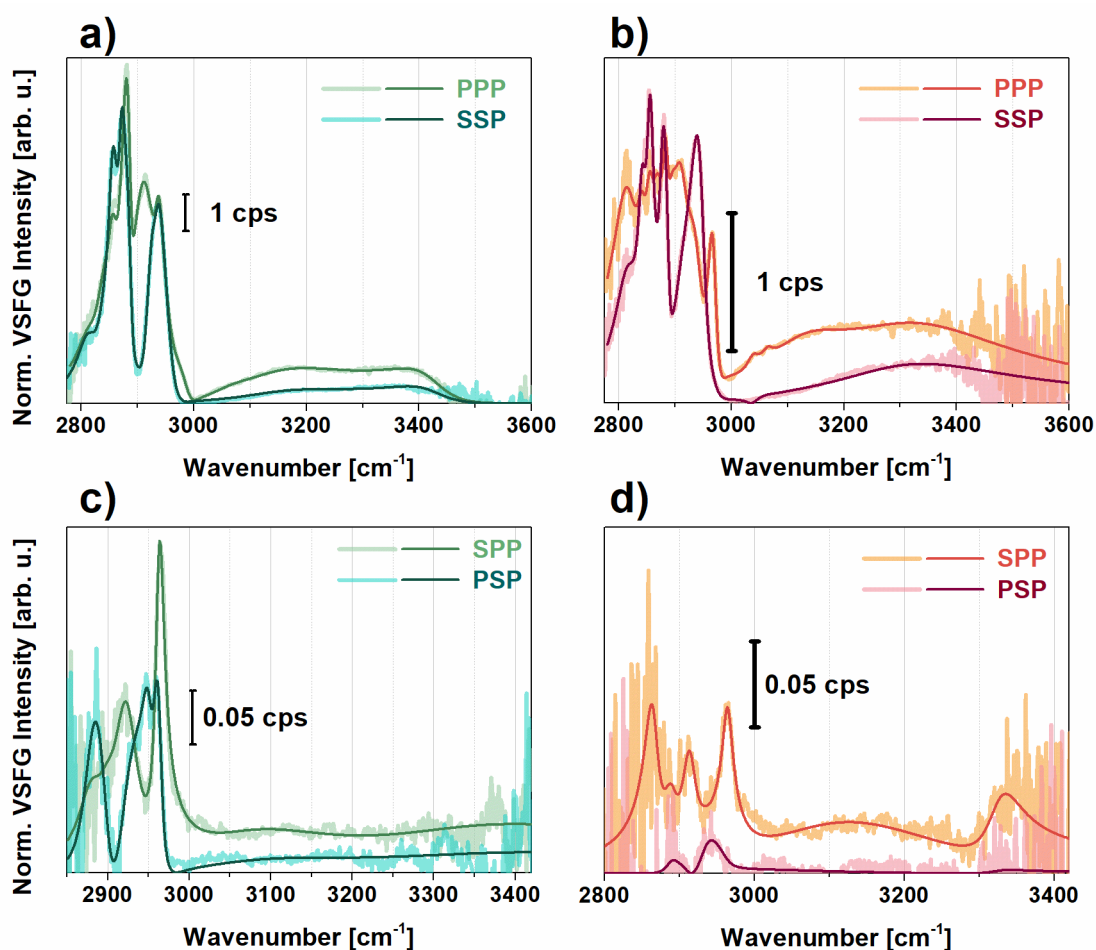 a)
Norm. VSFG Intensity [arb. u.]
PPP
SSP
1 cps
2800 3000 3200 3400 3600
Wavenumber [cm⁻¹]
b)
PPP
SSP
1 cps
2800 3000 3200 3400 3600
Wavenumber [cm⁻¹]
c)
Norm. VSFG Intensity [arb. u.]
SPP
PSP
0.05 cps
2900 3000 3100 3200 3300 3400
Wavenumber [cm⁻¹]
d)
SPP
PSP
0.05 cps
2800 3000 3200 3400
Wavenumber [cm⁻¹]